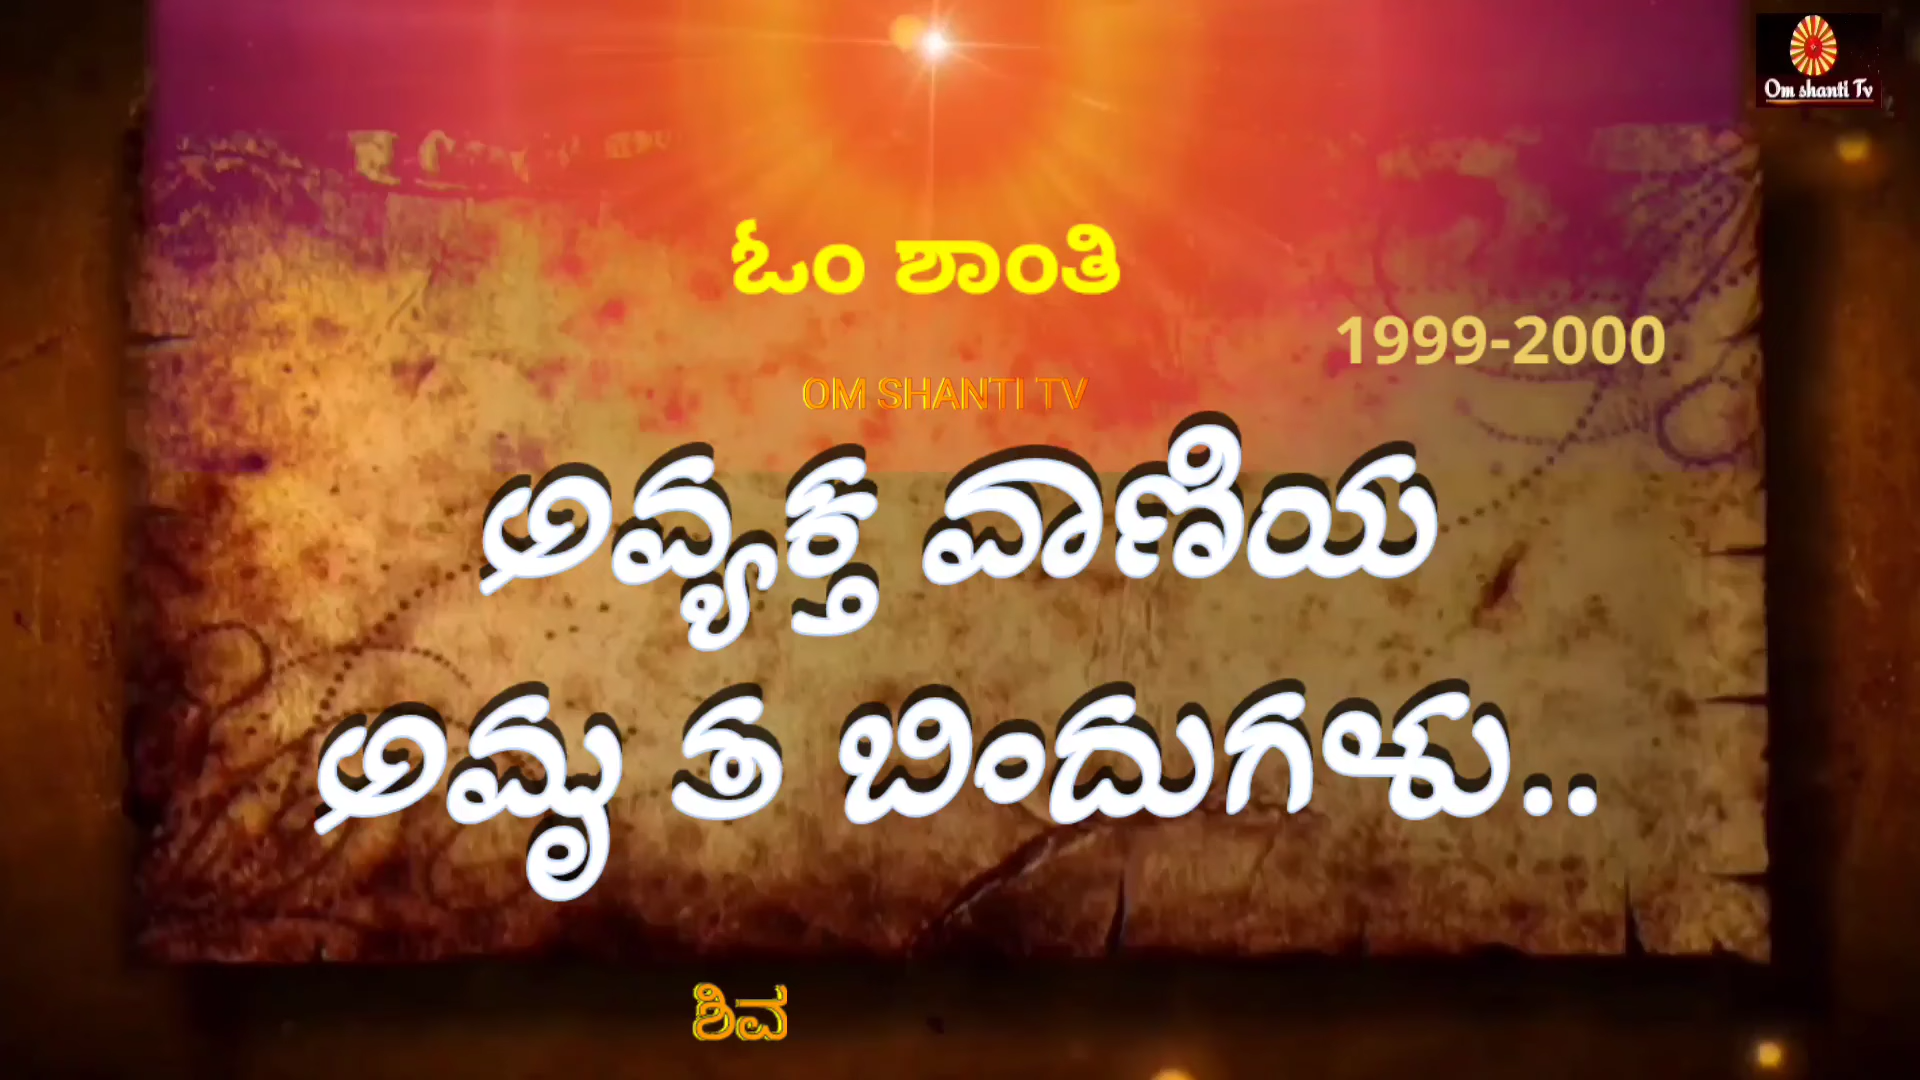 Om shanti Tv
ಓಂ ಶಾಂತಿ
1999-2000
OM SHANTI TV
ಅವ್ಯಕ್ತ ವಾಣಿಯ
ಅಮೃ ತ ಬಿಂದುಗಳು..
ಶಿವ